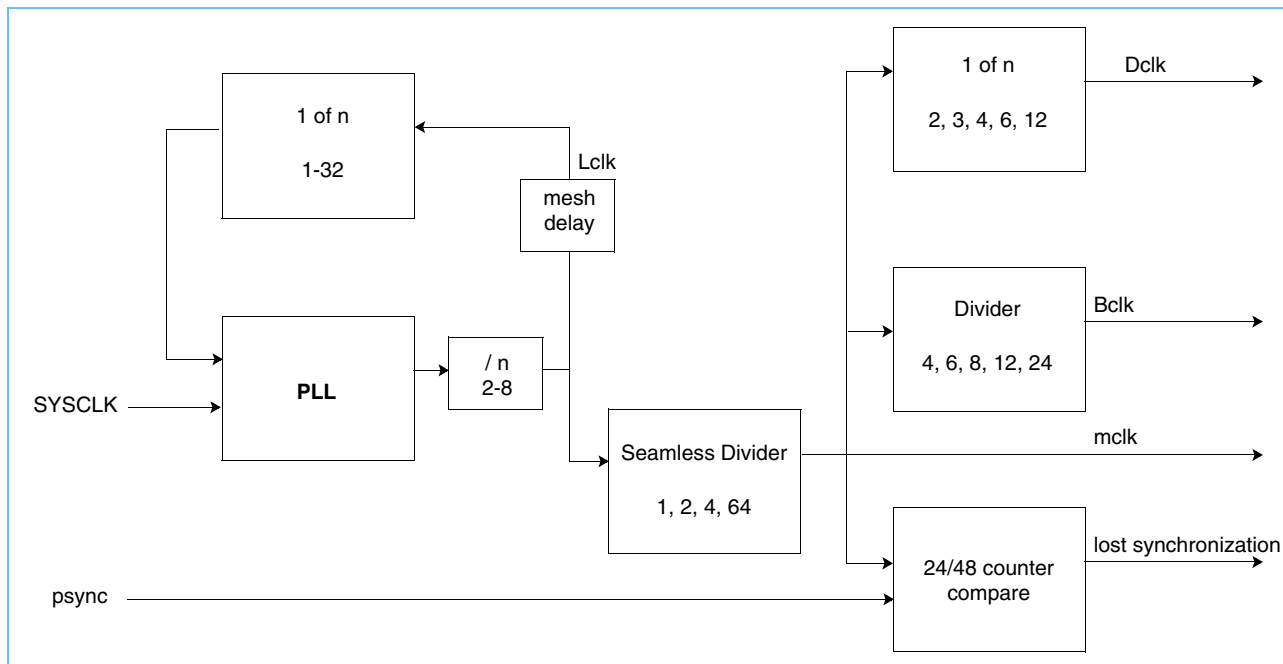 1 of n
1-32
Lclk
mesh
delay
PLL
/ n
2-8
SYSCLK
psync
Seamless Divider
1, 2, 4, 64
1 of n
2, 3, 4, 6, 12
Dclk
Divider
4, 6, 8, 12, 24
Bclk
mclk
24/48 counter
compare
lost synchronization